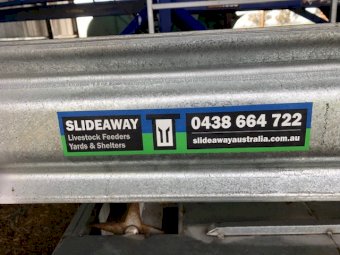 SLIDEAWAY
Livestock Feeders
Yards & Shelters
0438 664 722
slideawayaustralia.com.au